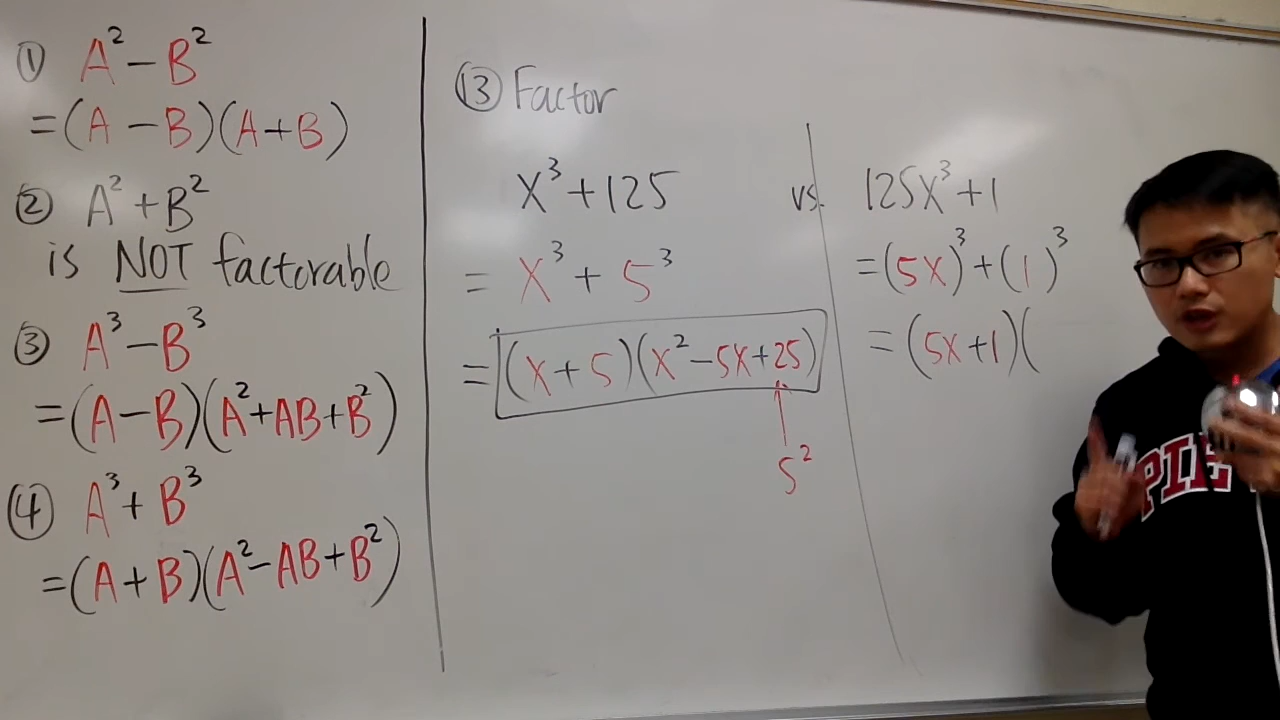 ① A² − B²
= (A − B)(A + B)
② A² + B²
is NOT factorable
③ A³ − B³
= (A − B)(A² + AB + B²)
④ A³ + B³
= (A + B)(A² − AB + B²)
⑬ Factor
x³ + 125 vs. 125x³ + 1
= x³ + 5³
= (x + 5)(x² − 5x + 25)
5²
= (5x)³ + (1)³
= (5x + 1)(
PIE